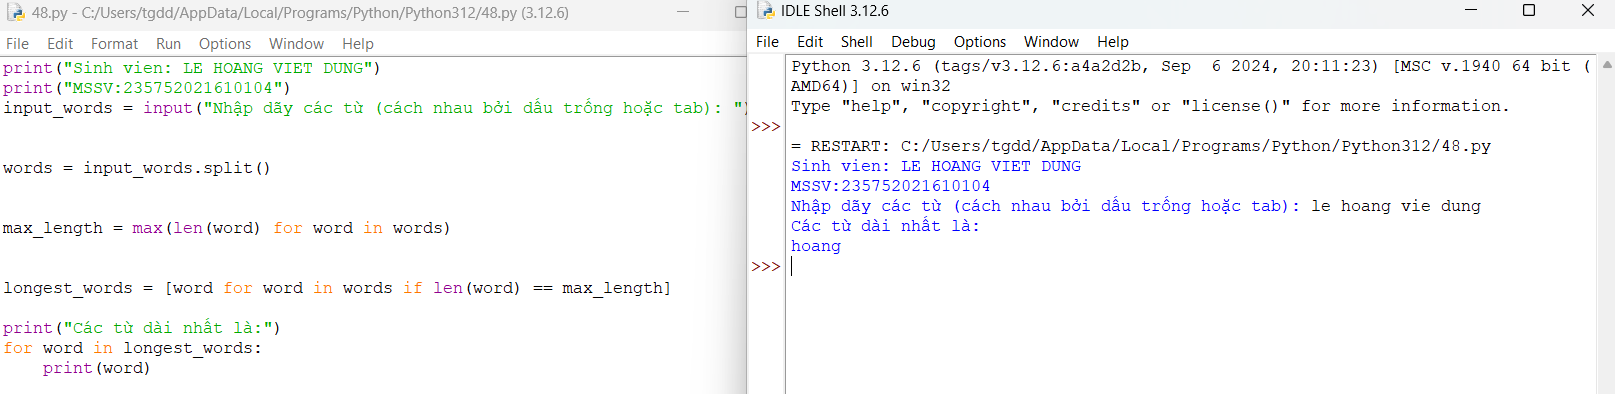 48.py - C:/Users/tgdd/AppData/Local/Programs/Python/Python312/48.py (3.12.6)
File Edit Format Run Options Window Help
print("Sinh vien: LE HOANG VIET DUNG")
print("MSSV:235752021610104")
input_words = input("Nhập dãy các từ (cách nhau bởi dấu trống hoặc tab): ")
words = input_words.split()
max_length = max(len(word) for word in words)
longest_words = [word for word in words if len(word) == max_length]
print("Các từ dài nhất là:")
for word in longest_words:
    print(word)
IDLE Shell 3.12.6
File Edit Shell Debug Options Window Help
Python 3.12.6 (tags/v3.12.6:a4a2d2b, Sep  6 2024, 20:11:23) [MSC v.1940 64 bit (
AMD64)] on win32
Type "help", "copyright", "credits" or "license()" for more information.
>>>
= RESTART: C:/Users/tgdd/AppData/Local/Programs/Python/Python312/48.py
Sinh vien: LE HOANG VIET DUNG
MSSV:235752021610104
Nhập dãy các từ (cách nhau bởi dấu trống hoặc tab): le hoang vie dung
Các từ dài nhất là:
hoang
>>>